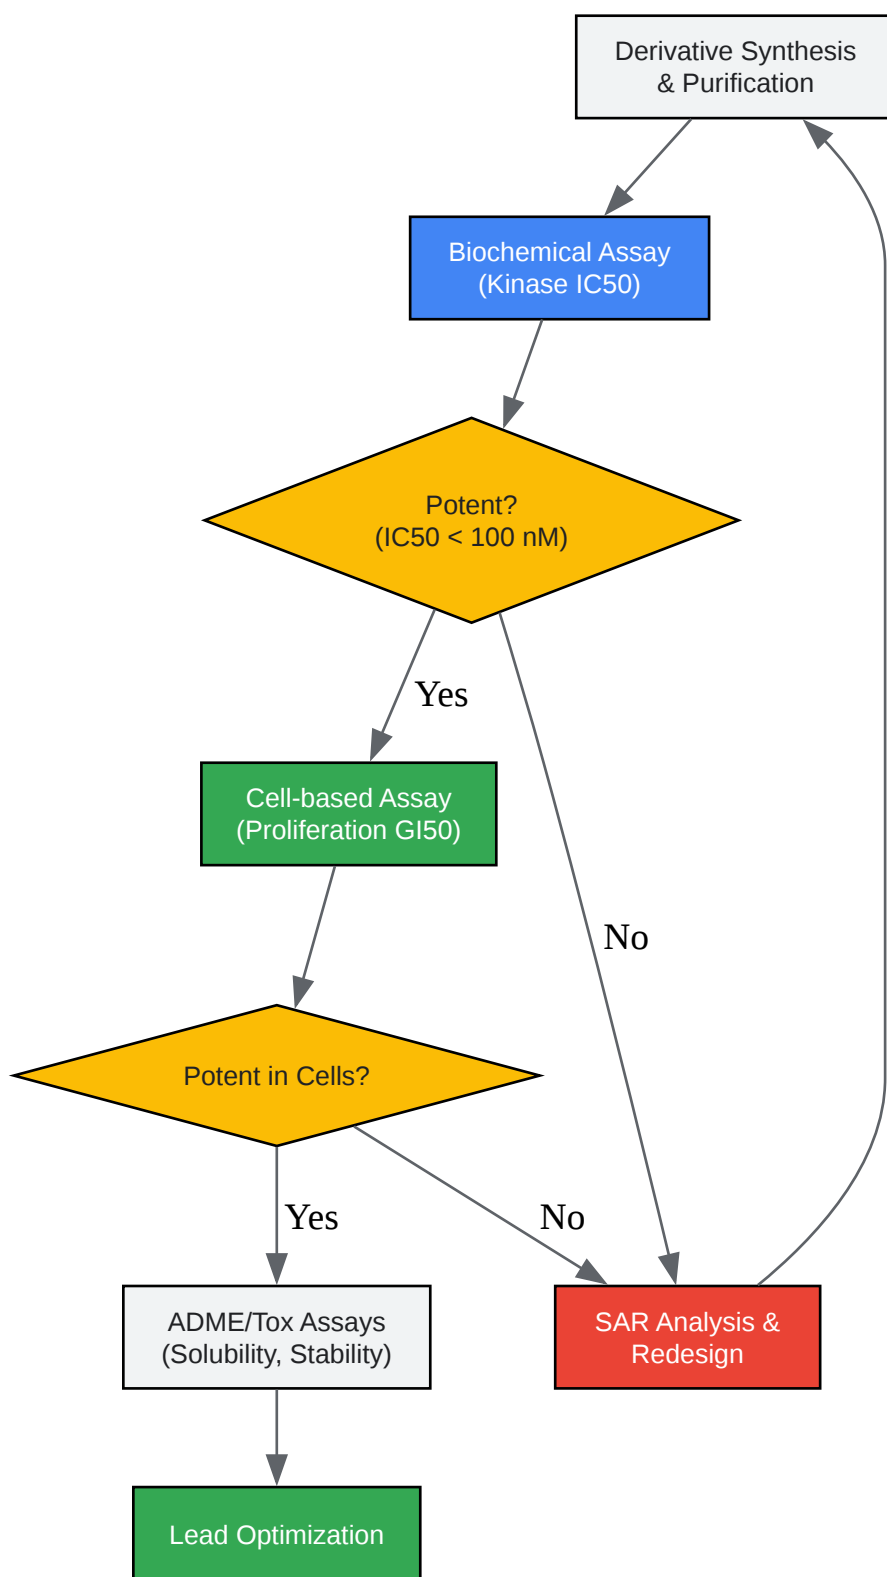 Derivative Synthesis
& Purification
Biochemical Assay
(Kinase IC50)
Potent?
(IC50 < 100 nM)
Yes
Cell-based Assay
(Proliferation GI50)
No
Potent in Cells?
Yes
No
ADME/Tox Assays
(Solubility, Stability)
SAR Analysis &
Redesign
Lead Optimization